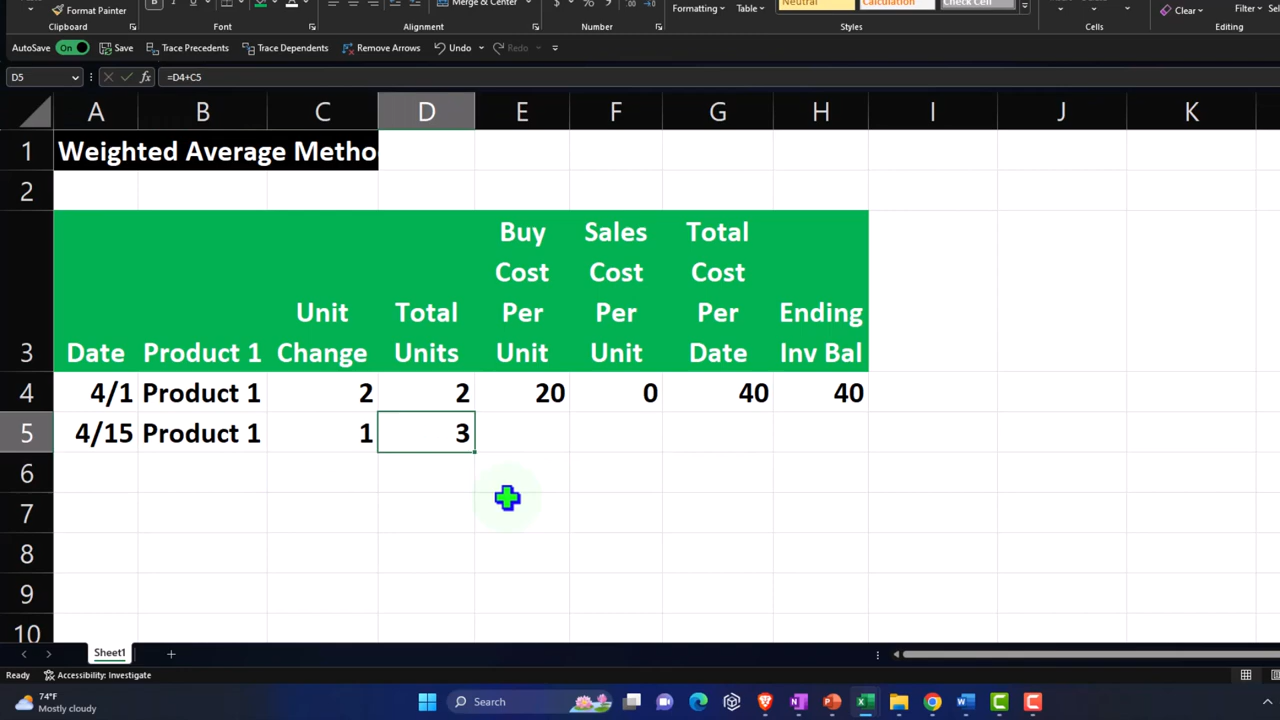 Format Painter
Merge & Center
$
%
Formatting
Table
Neutral
Calculation
Check Cell
Clear
Filter
Clipboard
Font
Alignment
Number
Styles
Cells
Editing
AutoSave On Save Trace Precedents Trace Dependents Remove Arrows Undo Redo
D5 fx =D4+C5
A B C D E F G H I J K
1 Weighted Average Metho
2
3 Date Product 1 Unit Change Total Units Buy Cost Per Unit Sales Cost Per Unit Total Cost Per Date Ending Inv Bal
4 4/1 Product 1 2 2 20 0 40 40
5 4/15 Product 1 1 3
6
7
8
9
10
Sheet1
Ready Accessibility: Investigate
74°F
Mostly cloudy
Search